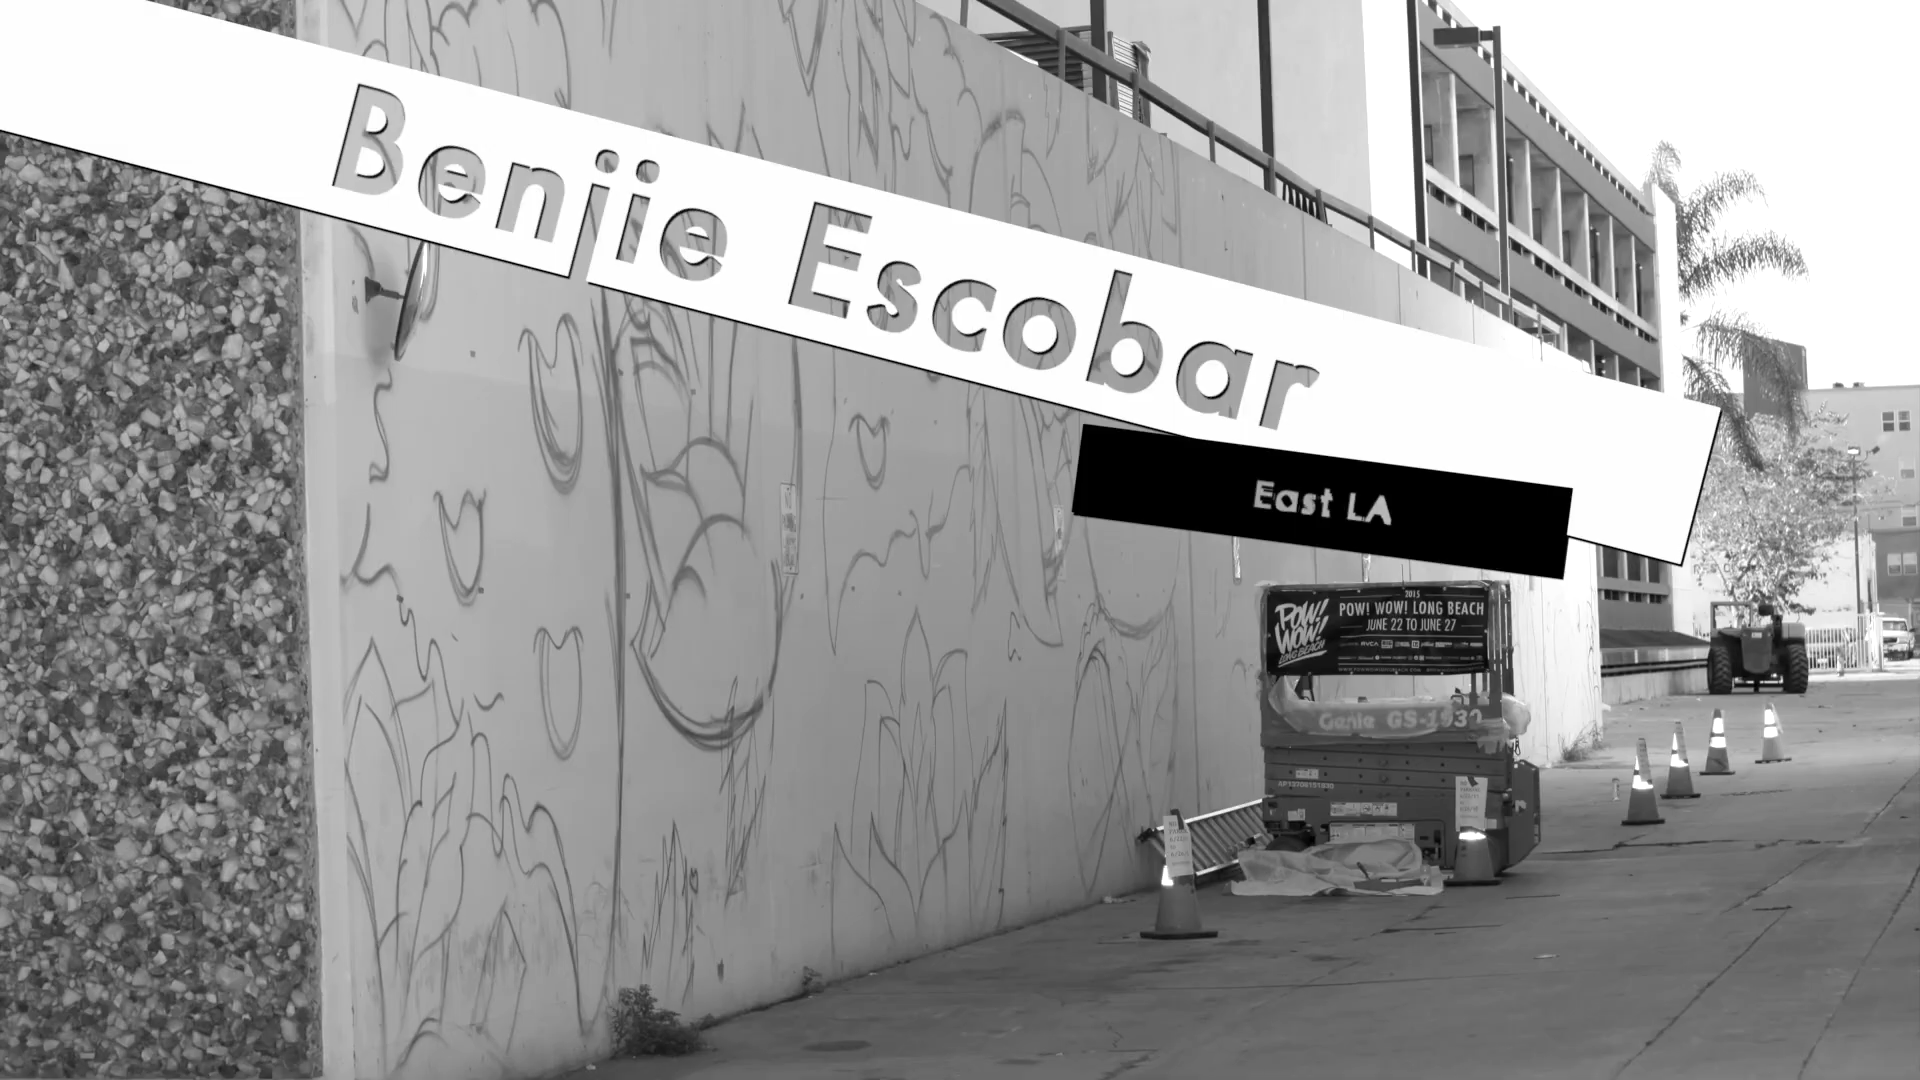 Benjie Escobar
East LA
2015
POW! WOW! LONG BEACH
JUNE 22 TO JUNE 27
POW!
WOW!
LONG BEACH
Genie GS-1930